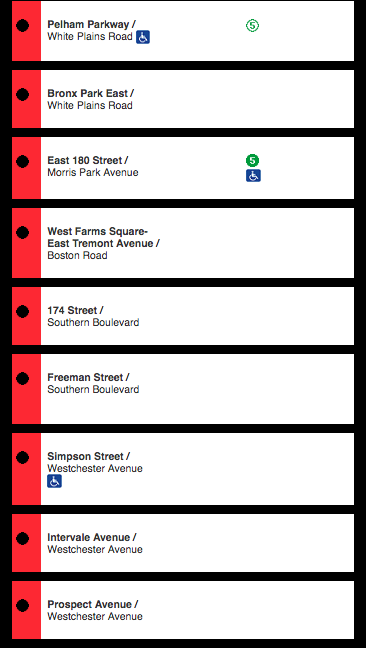 Pelham Parkway / 5
White Plains Road
Bronx Park East /
White Plains Road
East 180 Street / 5
Morris Park Avenue
West Farms Square-
East Tremont Avenue /
Boston Road
174 Street /
Southern Boulevard
Freeman Street /
Southern Boulevard
Simpson Street /
Westchester Avenue
Intervale Avenue /
Westchester Avenue
Prospect Avenue /
Westchester Avenue